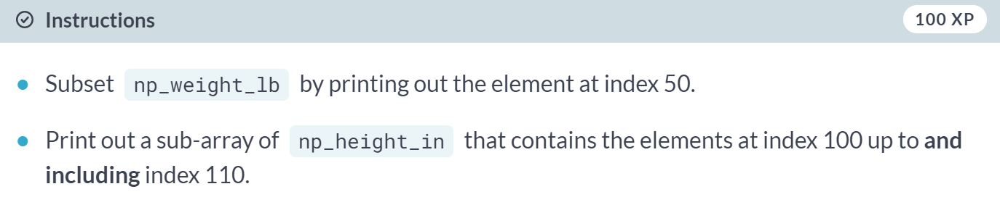 Instructions 100 XP
Subset np_weight_lb by printing out the element at index 50.
Print out a sub-array of np_height_in that contains the elements at index 100 up to and
including index 110.